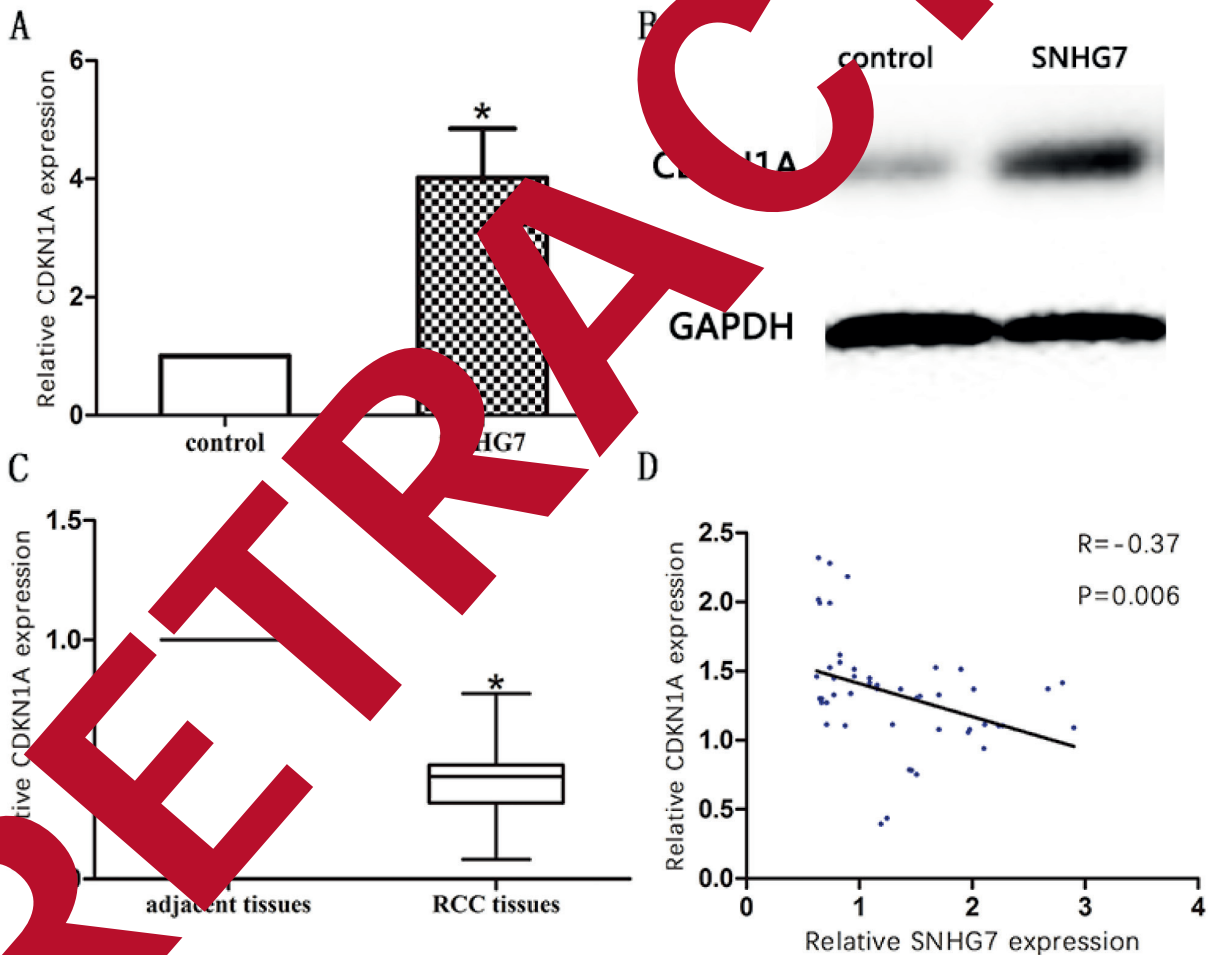 A
Relative CDKN1A expression
6
4
2
0
*
control
HG7
B
control
SNHG7
GAPDH
C
CDKN1A expression
1.5
1.0
*
adjacent tissues
RCC tissues
D
Relative CDKN1A expression
2.5
2.0
1.5
1.0
0.5
0.0
R=-0.37
P=0.006
0
1
2
3
4
Relative SNHG7 expression
RETRAC